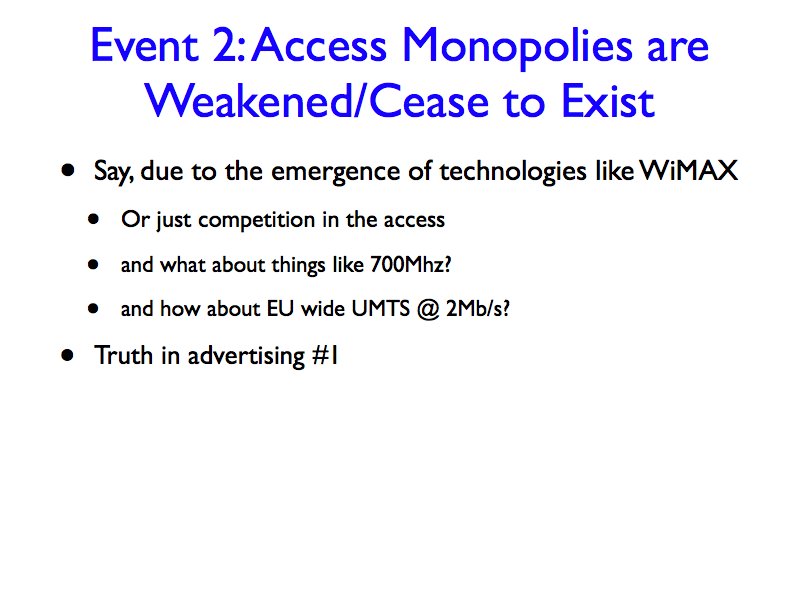 Event 2: Access Monopolies are
Weakened/Cease to Exist
• Say, due to the emergence of technologies like WiMAX
• Or just competition in the access
• and what about things like 700Mhz?
• and how about EU wide UMTS @ 2Mb/s?
• Truth in advertising #1